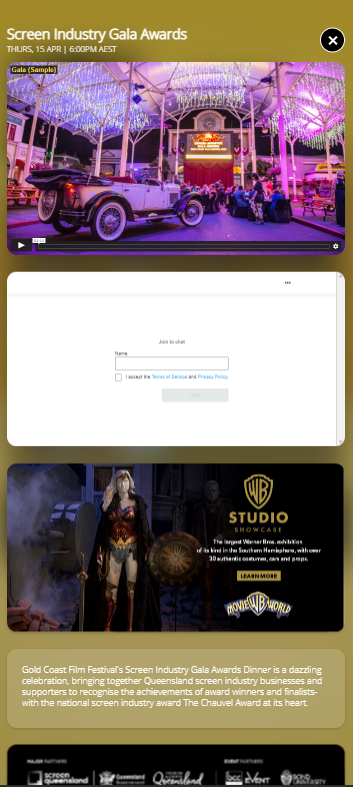 Screen Industry Gala Awards
THURS, 15 APR | 6:00PM AEST
Gala (Sample)
SCREEN INDUSTRY
GALA AWARDS
Join to chat
Name
I accept the Terms of Service and Privacy Policy.
WB
STUDIO
SHOWCASE
The largest Warner Bros. exhibition
of its kind in the Southern Hemisphere, with over
30 authentic costumes, cars and props.
LEARN MORE
MOVIE WB WORLD
Gold Coast Film Festival's Screen Industry Gala Awards Dinner is a dazzling
celebration, bringing together Queensland screen industry businesses and
supporters to recognise the achievements of award winners and finalists-
with the national screen industry award The Chauvel Award at its heart.
MAJOR PARTNERS
EVENT PARTNERS
screen
queensland
Queensland
Government
Queensland
bcc
EVENT
BOND
UNIVERSITY